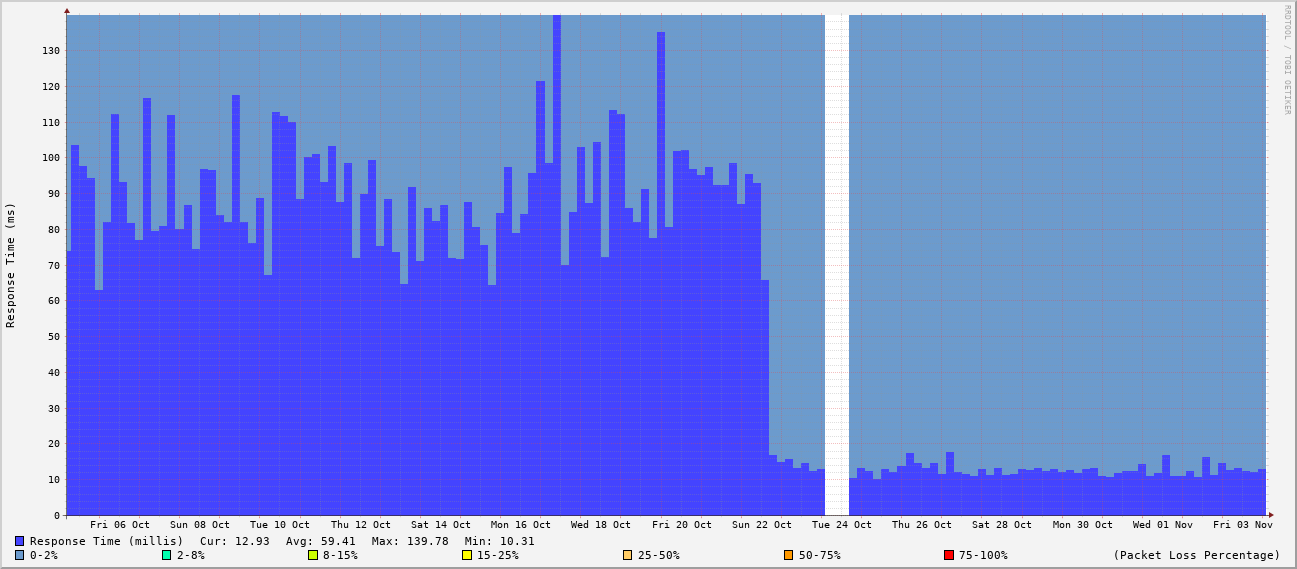 RRDTOOL / TOBI OETIKER
Response Time (ms)
130
120
110
100
90
80
70
60
50
40
30
20
10
0
Fri 06 Oct Sun 08 Oct Tue 10 Oct Thu 12 Oct Sat 14 Oct Mon 16 Oct Wed 18 Oct Fri 20 Oct Sun 22 Oct Tue 24 Oct Thu 26 Oct Sat 28 Oct Mon 30 Oct Wed 01 Nov Fri 03 Nov
Response Time (millis) Cur: 12.93 Avg: 59.41 Max: 139.78 Min: 10.31
0-2% 2-8% 8-15% 15-25% 25-50% 50-75% 75-100% (Packet Loss Percentage)